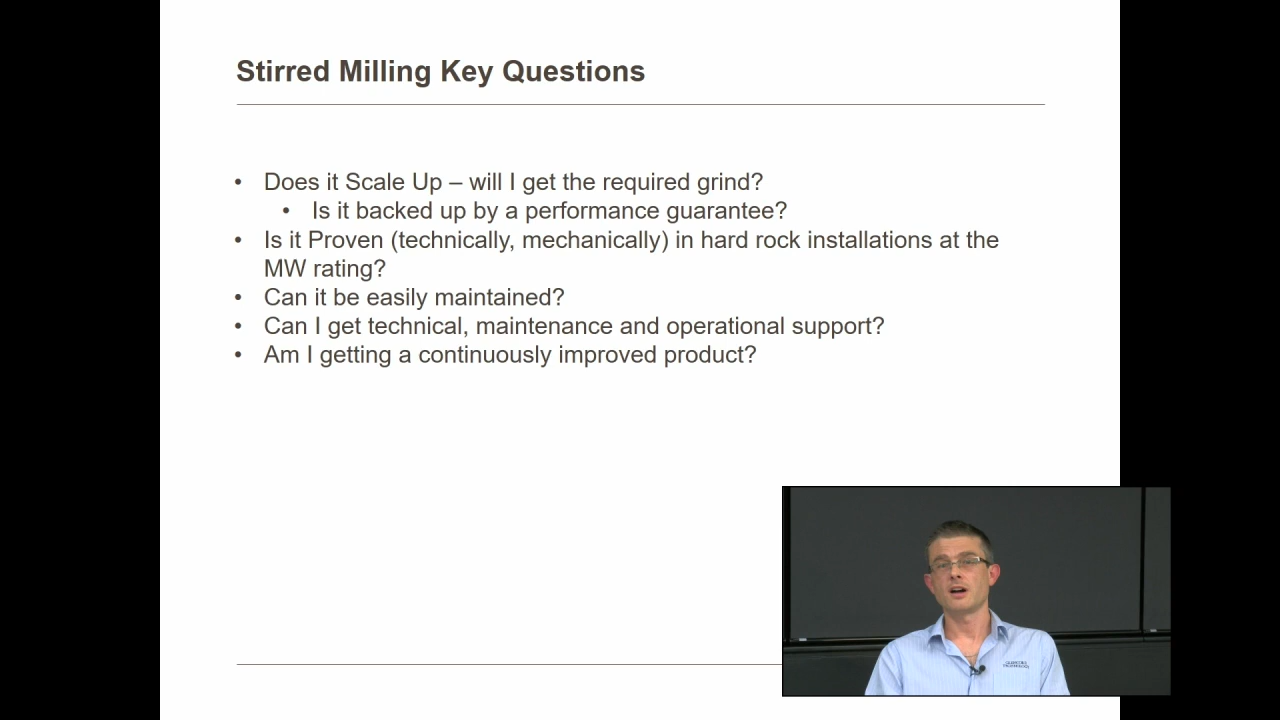 Stirred Milling Key Questions
• Does it Scale Up – will I get the required grind?
• Is it backed up by a performance guarantee?
• Is it Proven (technically, mechanically) in hard rock installations at the
MW rating?
• Can it be easily maintained?
• Can I get technical, maintenance and operational support?
• Am I getting a continuously improved product?